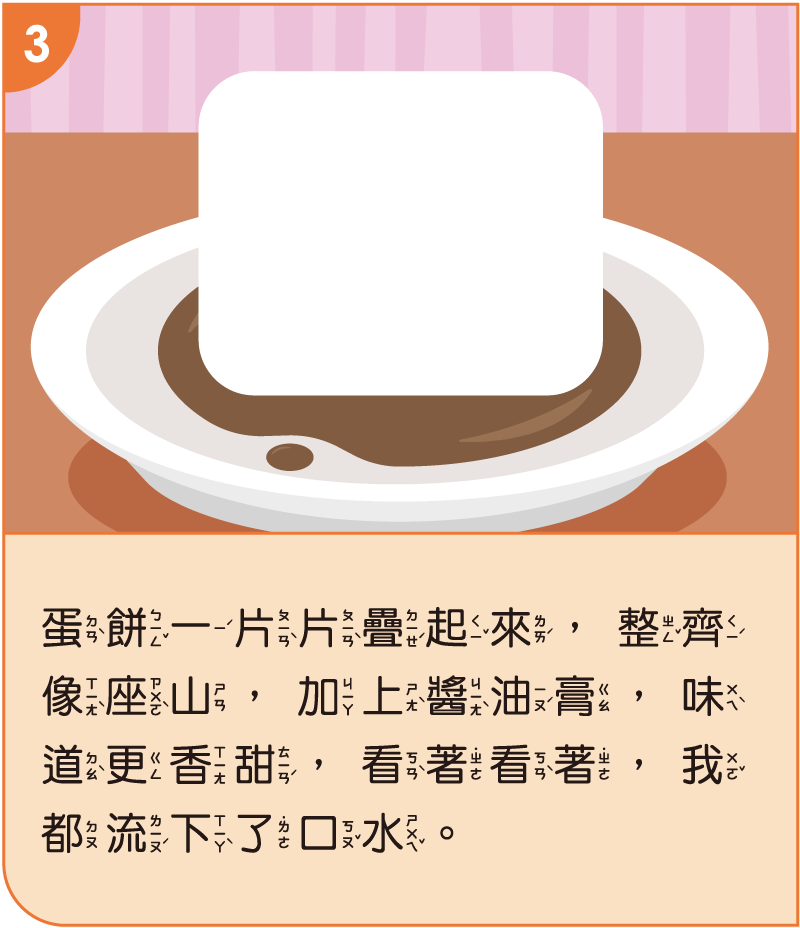 3
蛋餅一片片疊起來，整齊
像座山，加上醬油膏，味
道更香甜，看著看著，我
都流下了口水。